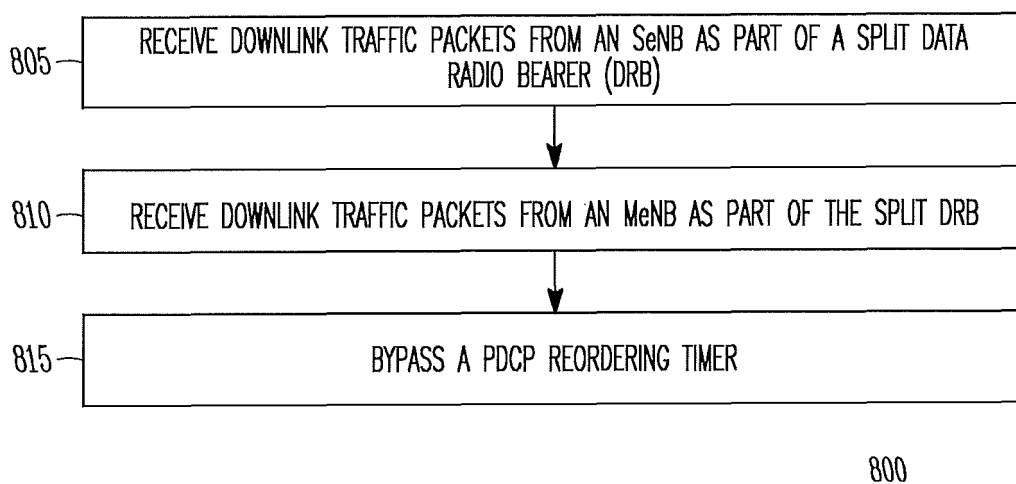 805
RECEIVE DOWNLINK TRAFFIC PACKETS FROM AN SeNB AS PART OF A SPLIT DATA
RADIO BEARER (DRB)
810
RECEIVE DOWNLINK TRAFFIC PACKETS FROM AN MeNB AS PART OF THE SPLIT DRB
815
BYPASS A PDCP REORDERING TIMER
800